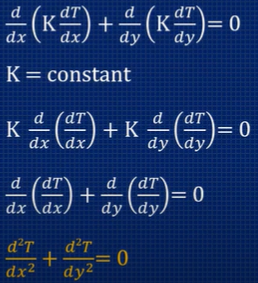 d/dx (K dT/dx) + d/dy (K dT/dy) = 0
K = constant
K d/dx (dT/dx) + K d/dy (dT/dy) = 0
d/dx (dT/dx) + d/dy (dT/dy) = 0
d²T/dx² + d²T/dy² = 0